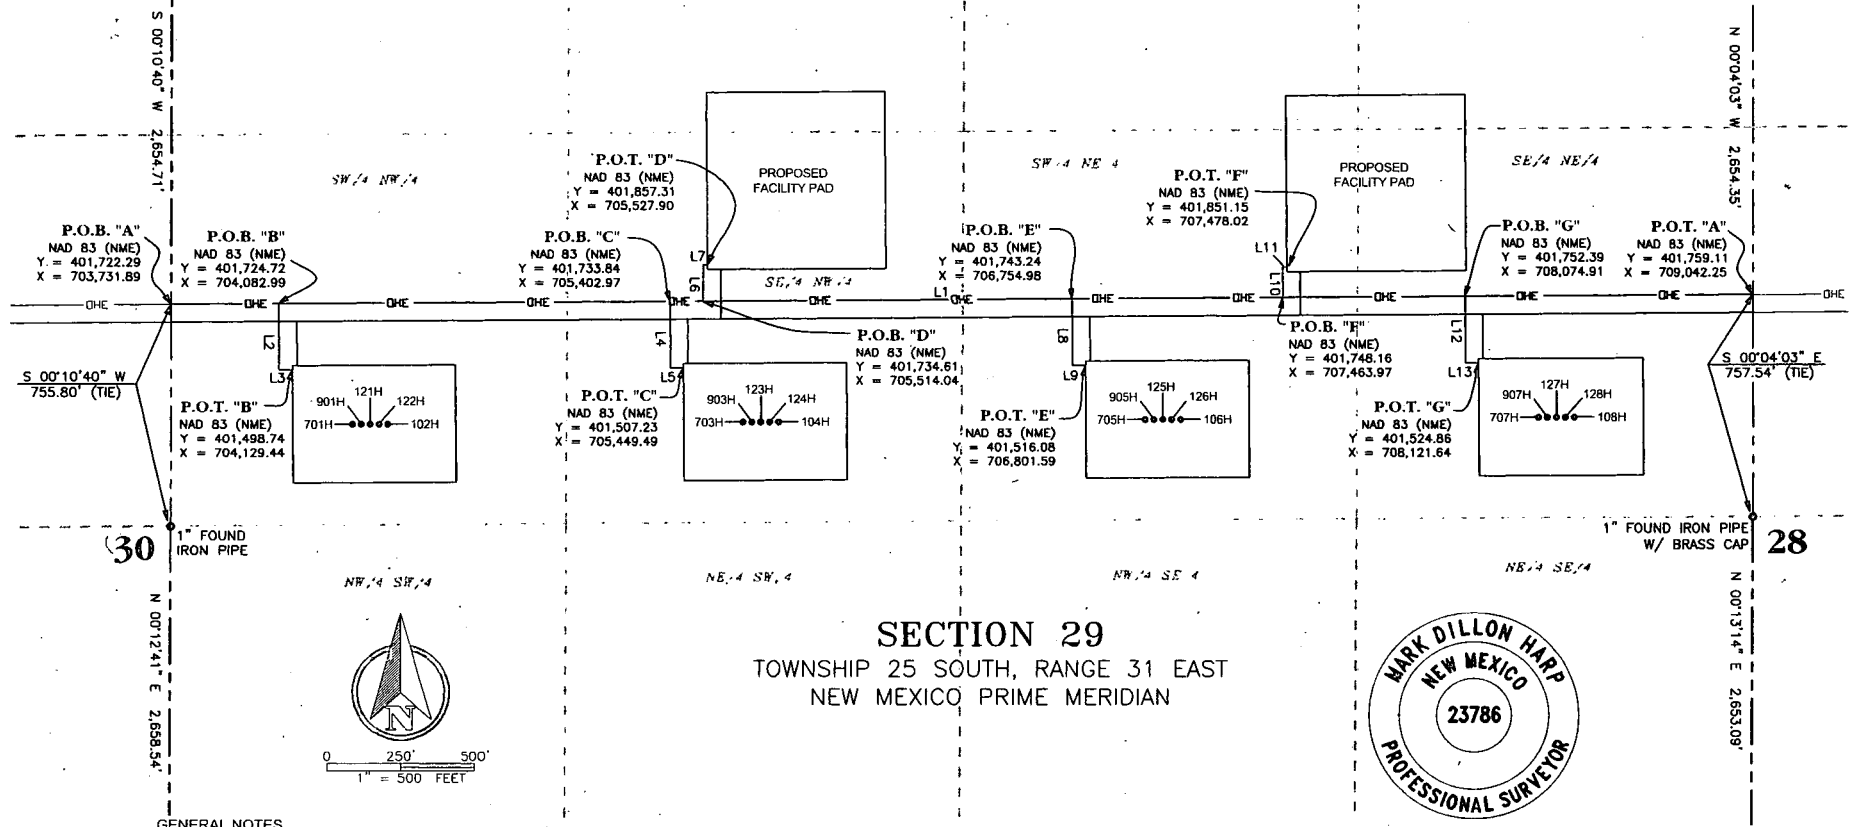 S 00°10'40" W 2,654.71'
N 00°04'03" W 2,654.35'
SW/4 NW/4
P.O.T. "D"
NAD 83 (NME)
Y = 401,857.31
X = 705,527.90
PROPOSED
FACILITY PAD
SW 4 NE 4
P.O.T. "F"
NAD 83 (NME)
Y = 401,851.15
X = 707,478.02
PROPOSED
FACILITY PAD
SE/4 NE/4
P.O.B. "A"
NAD 83 (NME)
Y = 401,722.29
X = 703,731.89
P.O.B. "B"
NAD 83 (NME)
Y = 401,724.72
X = 704,082.99
P.O.B. "C"
NAD 83 (NME)
Y = 401,733.84
X = 705,402.97
L7
L6
SE/4 NW/4
P.O.B. "E"
NAD 83 (NME)
Y = 401,743.24
X = 706,754.98
L11
L10
P.O.B. "G"
NAD 83 (NME)
Y = 401,752.39
X = 708,074.91
P.O.T. "A"
NAD 83 (NME)
Y = 401,759.11
X = 709,042.25
OHE OHE OHE OHE OHE OHE L1 OHE OHE OHE OHE OHE OHE OHE
L2
L3
L4
L5
P.O.B. "D"
NAD 83 (NME)
Y = 401,734.61
X = 705,514.04
L8
L9
P.O.B. "F"
NAD 83 (NME)
Y = 401,748.16
X = 707,463.97
L12
L13
S 00°10'40" W
755.80' (TIE)
S 00°04'03" E
757.54' (TIE)
P.O.T. "B"
NAD 83 (NME)
Y = 401,498.74
X = 704,129.44
121H
901H 122H
701H 102H
P.O.T. "C"
NAD 83 (NME)
Y = 401,507.23
X = 705,449.49
123H
903H 124H
703H 104H
P.O.T. "E"
NAD 83 (NME)
Y = 401,516.08
X = 706,801.59
125H
905H 126H
705H 106H
P.O.T. "G"
NAD 83 (NME)
Y = 401,524.86
X = 708,121.64
127H
907H 128H
707H 108H
30
1" FOUND
IRON PIPE
1" FOUND IRON PIPE
W/ BRASS CAP
28
NW/4 SW/4
NE/4 SW/4
NW/4 SE 4
NE/4 SE/4
N 00°12'41" E 2,658.54'
N 00°13'14" E 2,653.09'
N
0 250' 500'
1" = 500 FEET
SECTION 29
TOWNSHIP 25 SOUTH, RANGE 31 EAST
NEW MEXICO PRIME MERIDIAN
MARK DILLON HARP
NEW MEXICO
23786
PROFESSIONAL SURVEYOR
GENERAL NOTES